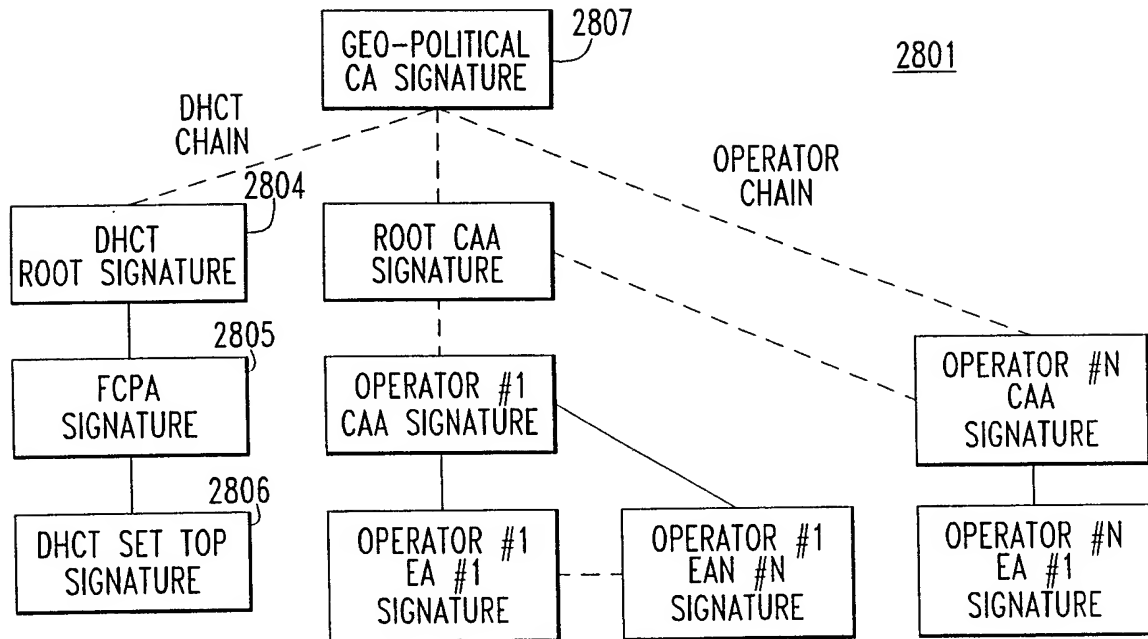 GEO-POLITICAL
CA SIGNATURE
2807
2801
DHCT
CHAIN
OPERATOR
CHAIN
2804
DHCT
ROOT SIGNATURE
ROOT CAA
SIGNATURE
2805
FCPA
SIGNATURE
OPERATOR #1
CAA SIGNATURE
OPERATOR #N
CAA
SIGNATURE
2806
DHCT SET TOP
SIGNATURE
OPERATOR #1
EA #1
SIGNATURE
OPERATOR #1
EAN #N
SIGNATURE
OPERATOR #N
EA #1
SIGNATURE